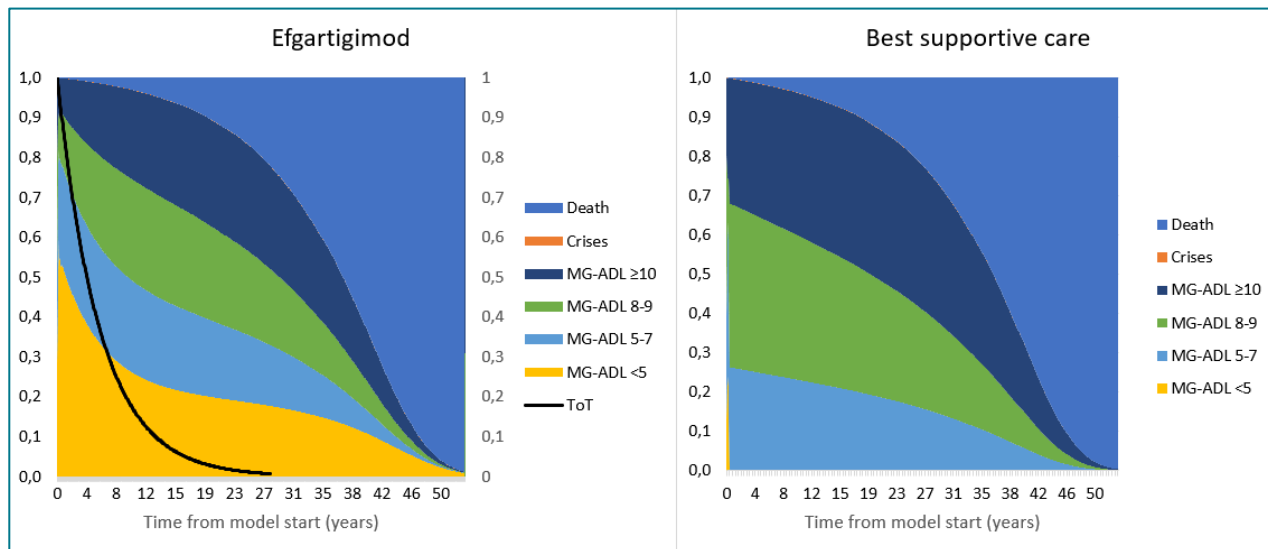 Efgartigimod
1,0
0,9
0,8
0,7
0,6
0,5
0,4
0,3
0,2
0,1
0,0
1
0,9
0,8
0,7
0,6
0,5
0,4
0,3
0,2
0,1
0
0 4 8 12 15 19 23 27 31 35 38 42 46 50
Time from model start (years)
Death
Crises
MG-ADL ≥10
MG-ADL 8-9
MG-ADL 5-7
MG-ADL <5
ToT
Best supportive care
1,0
0,9
0,8
0,7
0,6
0,5
0,4
0,3
0,2
0,1
0,0
0 4 8 12 15 19 23 27 31 35 38 42 46 50
Time from model start (years)
Death
Crises
MG-ADL ≥10
MG-ADL 8-9
MG-ADL 5-7
MG-ADL <5